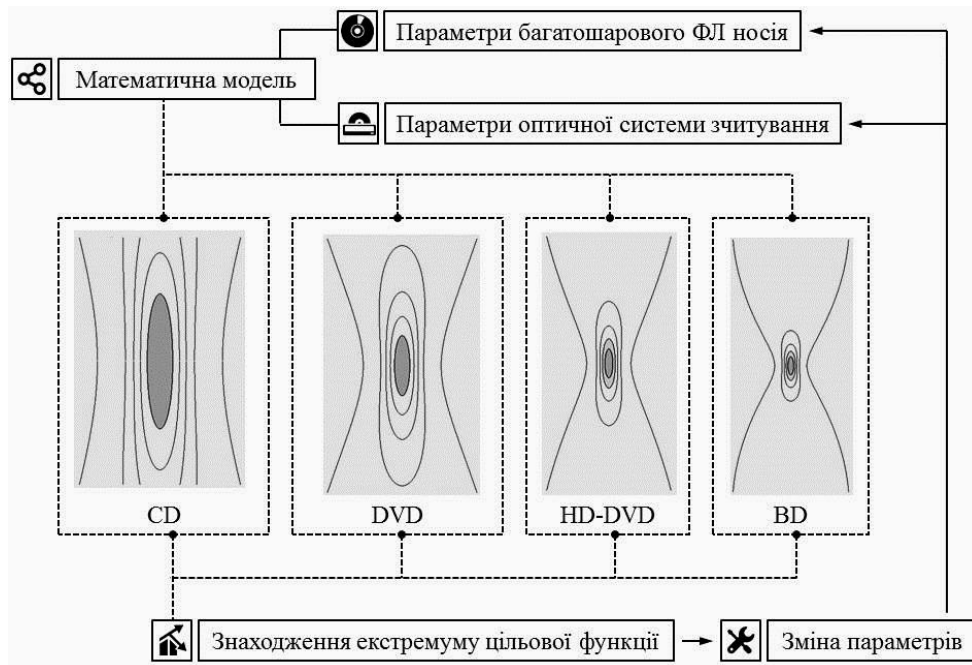 Параметри багатошарового ФЛ носія
Математична модель
Параметри оптичної системи зчитування
CD
DVD
HD-DVD
BD
Знаходження екстремуму цільової функції
Зміна параметрів